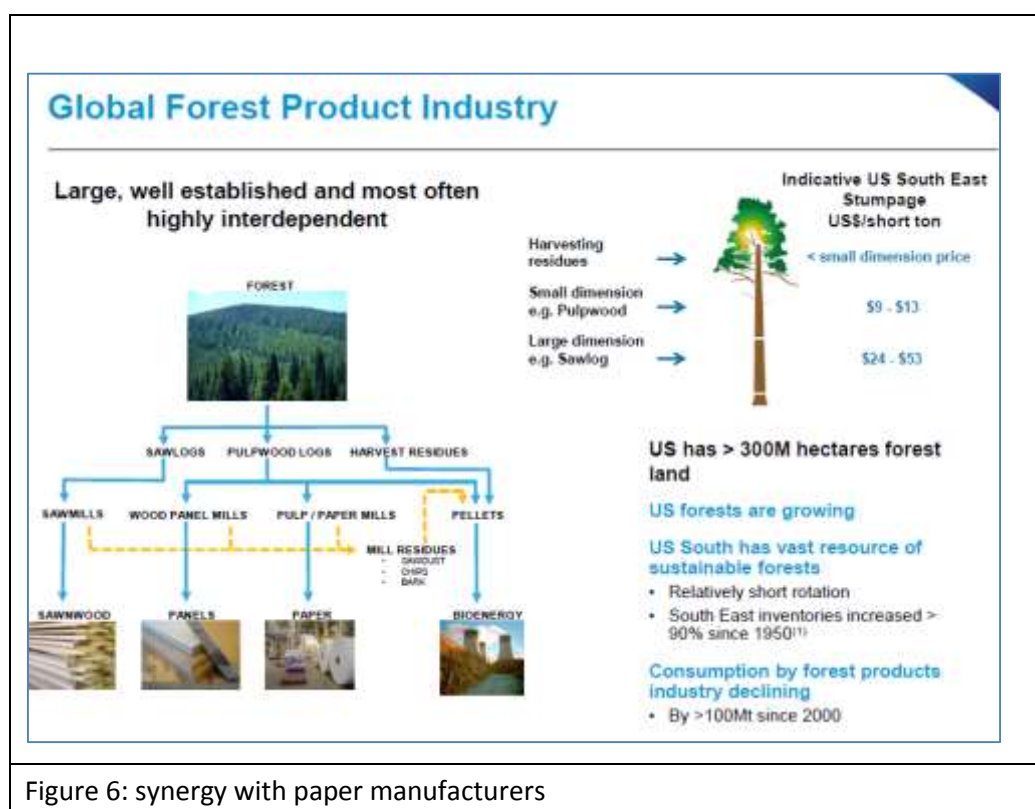 Global Forest Product Industry
Large, well established and most often
highly interdependent
FOREST
SAWLOGS PULPWOOD LOGS HARVEST RESIDUES
SAWMILLS WOOD PANEL MILLS PULP / PAPER MILLS PELLETS
MILL RESIDUES
• SAWDUST
• CHIPS
• BARK
SAWNWOOD PANELS PAPER BIOENERGY
Indicative US South East
Stumpage
US$/short ton
Harvesting
residues
< small dimension price
Small dimension
e.g. Pulpwood
$9 - $13
Large dimension
e.g. Sawlog
$24 - $53
US has > 300M hectares forest
land
US forests are growing
US South has vast resource of
sustainable forests
• Relatively short rotation
• South East inventories increased >
90% since 1950(1)
Consumption by forest products
industry declining
• By >100Mt since 2000
Figure 6: synergy with paper manufacturers